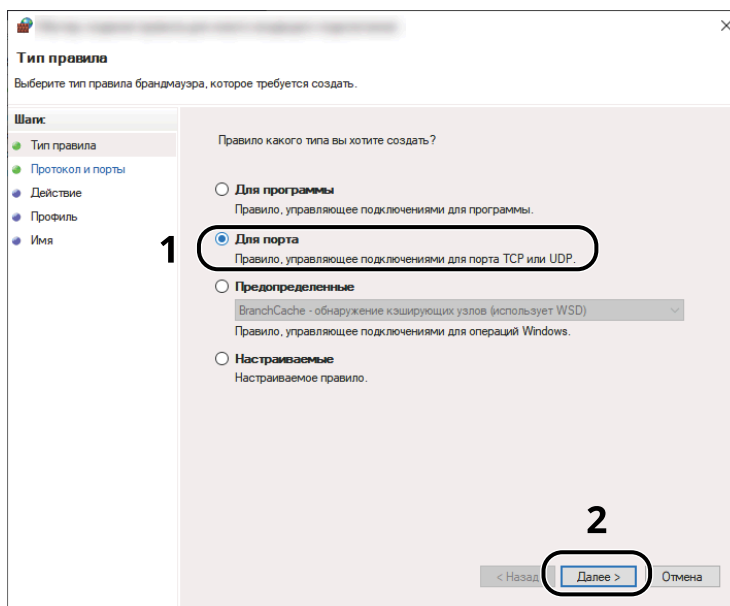 Тип правила
Выберите тип правила брандмауэра, которое требуется создать.
Шаги:
Тип правила
Протокол и порты
Действие
Профиль
Имя
Правило какого типа вы хотите создать?
Для программы
Правило, управляющее подключениями для программы.
1
Для порта
Правило, управляющее подключениями для порта TCP или UDP.
Предопределенные
BranchCache - обнаружение кэширующих узлов (использует WSD)
Правило, управляющее подключениями для операций Windows.
Настраиваемые
Настраиваемое правило.
2
< Назад
Далее >
Отмена